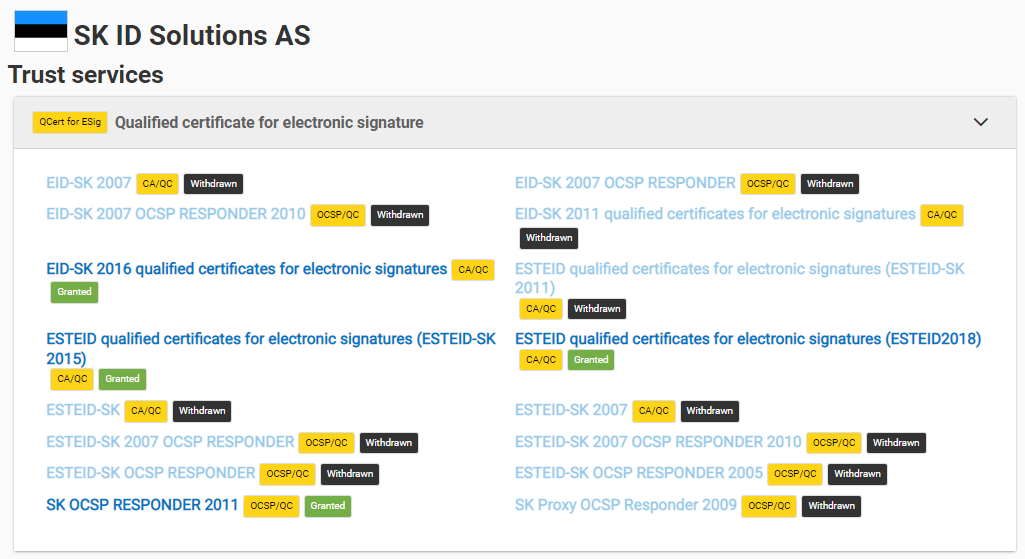 SK ID Solutions AS
Trust services
QCert for ESig Qualified certificate for electronic signature
EID-SK 2007 CA/QC Withdrawn
EID-SK 2007 OCSP RESPONDER OCSP/QC Withdrawn
EID-SK 2007 OCSP RESPONDER 2010 OCSP/QC Withdrawn
EID-SK 2011 qualified certificates for electronic signatures CA/QC
Withdrawn
EID-SK 2016 qualified certificates for electronic signatures CA/QC
Granted
ESTEID qualified certificates for electronic signatures (ESTEID-SK
2011)
CA/QC Withdrawn
ESTEID qualified certificates for electronic signatures (ESTEID-SK
2015)
CA/QC Granted
ESTEID qualified certificates for electronic signatures (ESTEID2018)
CA/QC Granted
ESTEID-SK CA/QC Withdrawn
ESTEID-SK 2007 CA/QC Withdrawn
ESTEID-SK 2007 OCSP RESPONDER OCSP/QC Withdrawn
ESTEID-SK 2007 OCSP RESPONDER 2010 OCSP/QC Withdrawn
ESTEID-SK OCSP RESPONDER OCSP/QC Withdrawn
ESTEID-SK OCSP RESPONDER 2005 OCSP/QC Withdrawn
SK OCSP RESPONDER 2011 OCSP/QC Granted
SK Proxy OCSP Responder 2009 OCSP/QC Withdrawn